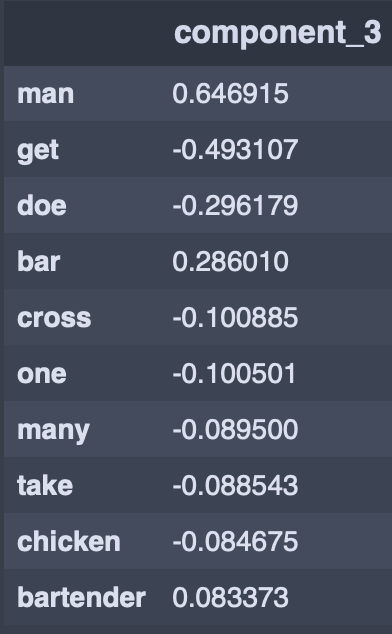 component_3
man 0.646915
get -0.493107
doe -0.296179
bar 0.286010
cross -0.100885
one -0.100501
many -0.089500
take -0.088543
chicken -0.084675
bartender 0.083373